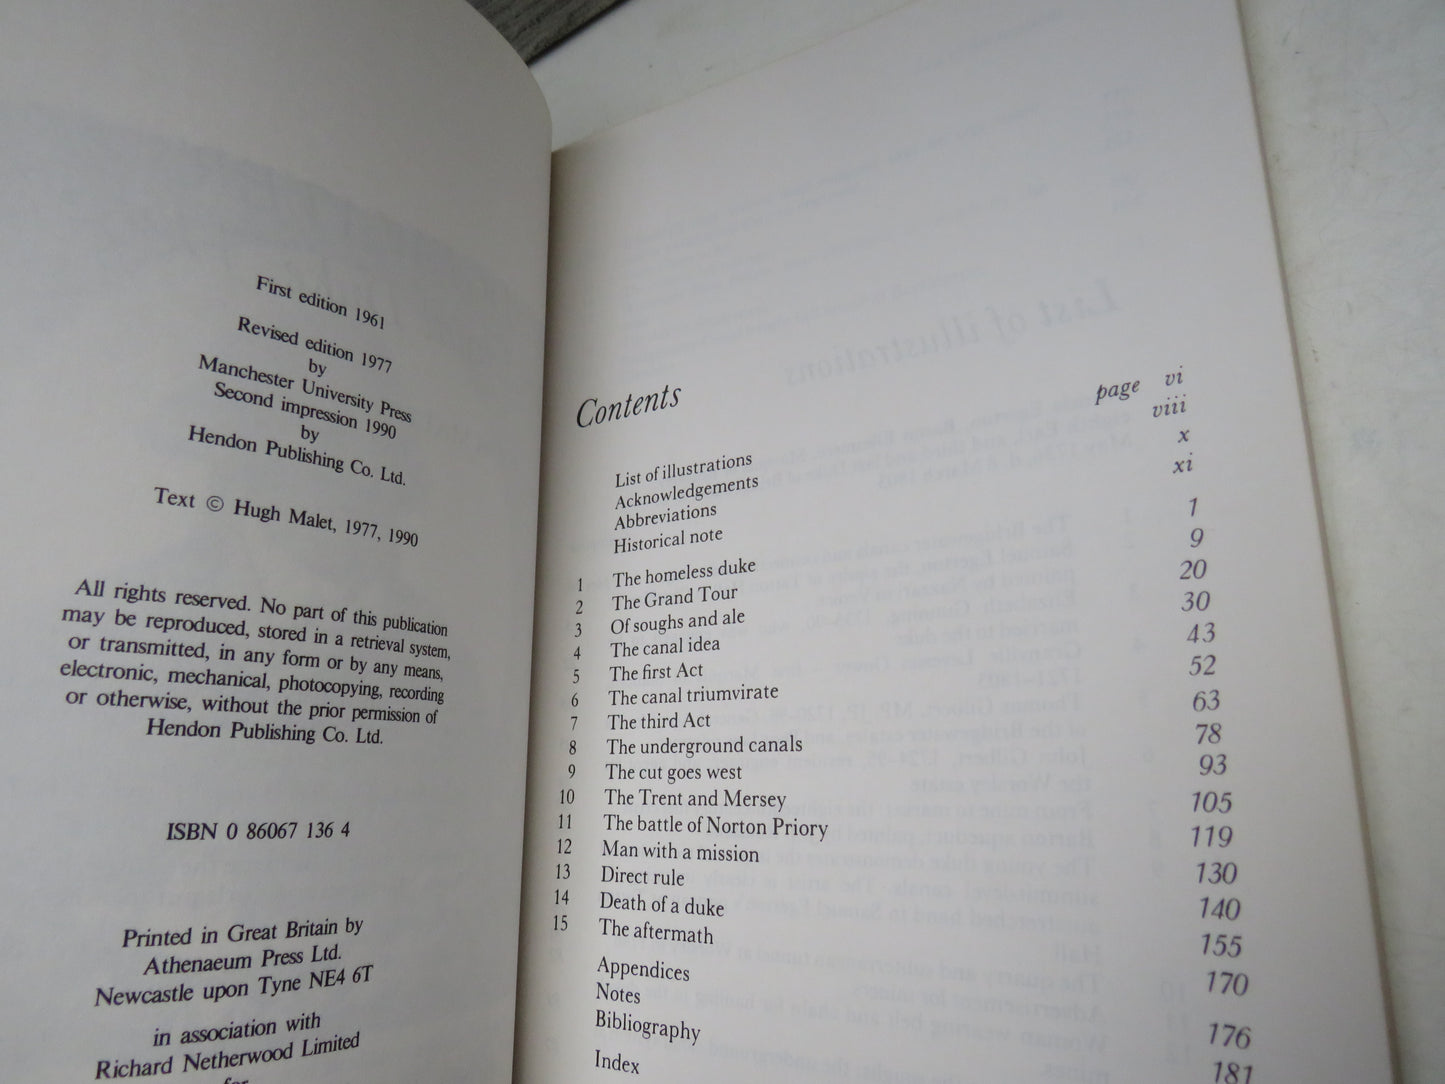 First edition 1961
Revised edition 1977
by
Manchester University Press
Second impression 1990
by
Hendon Publishing Co. Ltd.
Text © Hugh Malet, 1977, 1990
All rights reserved. No part of this publication
may be reproduced, stored in a retrieval system,
or transmitted, in any form or by any means,
electronic, mechanical, photocopying, recording
or otherwise, without the prior permission of
Hendon Publishing Co. Ltd.
ISBN 0 86067 136 4
Printed in Great Britain by
Athenaeum Press Ltd.
Newcastle upon Tyne NE4 6T
in association with
Richard Netherwood Limited
for
Contents
List of illustrations page vi
Acknowledgements viii
Abbreviations x
Historical note xi
1 The homeless duke 1
2 The Grand Tour 9
3 Of soughs and ale 20
4 The canal idea 30
5 The first Act 43
6 The canal triumvirate 52
7 The third Act 63
8 The underground canals 78
9 The cut goes west 93
10 The Trent and Mersey 105
11 The battle of Norton Priory 119
12 Man with a mission 130
13 Direct rule 140
14 Death of a duke 155
15 The aftermath 170
Appendices 176
Notes 181
Bibliography
Index